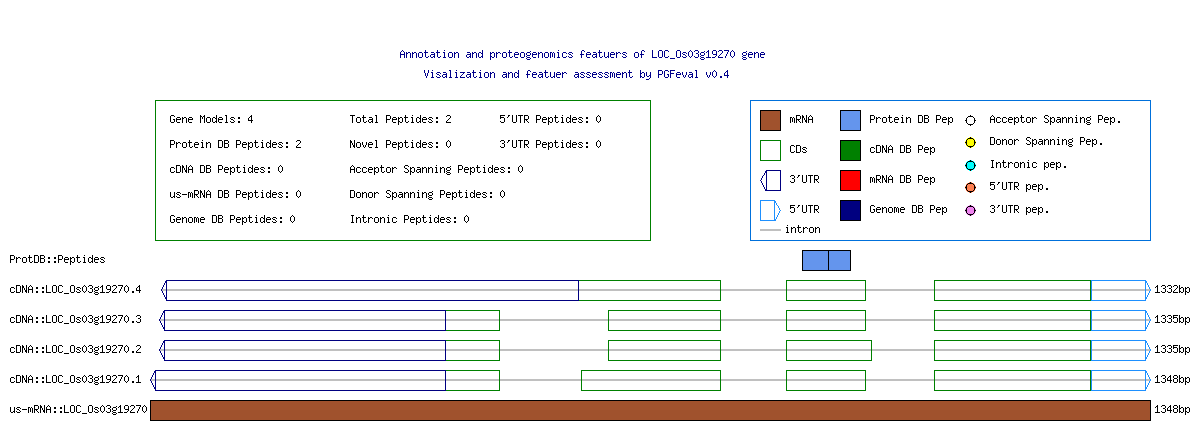 Annotation and proteogenomics featuers of LOC_Os03g19270 gene
Visalization and featuer assessment by PGFeval v0.4
Gene Models: 4 Total Peptides: 2 5'UTR Peptides: 0
Protein DB Peptides: 2 Novel Peptides: 0 3'UTR Peptides: 0
cDNA DB Peptides: 0 Acceptor Spanning Peptides: 0
us-mRNA DB Peptides: 0 Donor Spanning Peptides: 0
Genome DB Peptides: 0 Intronic Peptides: 0
mRNA Protein DB Pep Acceptor Spanning Pep.
CDs cDNA DB Pep Donor Spanning Pep.
3'UTR mRNA DB Pep Intronic pep.
5'UTR Genome DB Pep 5'UTR pep.
intron 3'UTR pep.
ProtDB::Peptides
cDNA::LOC_Os03g19270.4 1332bp
cDNA::LOC_Os03g19270.3 1335bp
cDNA::LOC_Os03g19270.2 1335bp
cDNA::LOC_Os03g19270.1 1348bp
us-mRNA::LOC_Os03g19270 1348bp